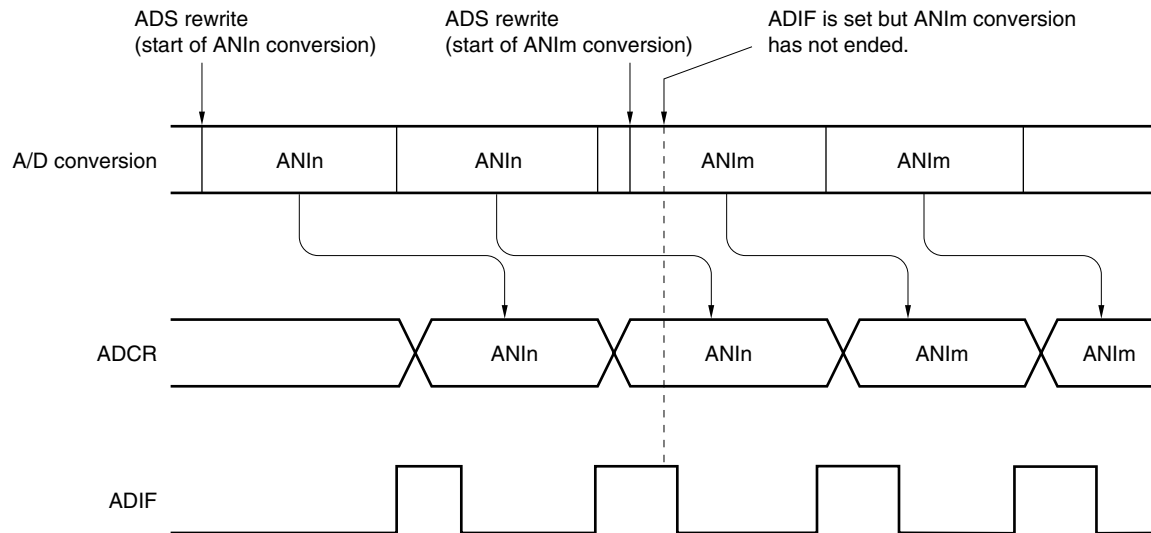 ADS rewrite
(start of ANIn conversion)
ADS rewrite
(start of ANIm conversion)
ADIF is set but ANIm conversion
has not ended.
A/D conversion
ANIn
ANIn
ANIm
ANIm
ADCR
ANIn
ANIn
ANIm
ANIm
ADIF